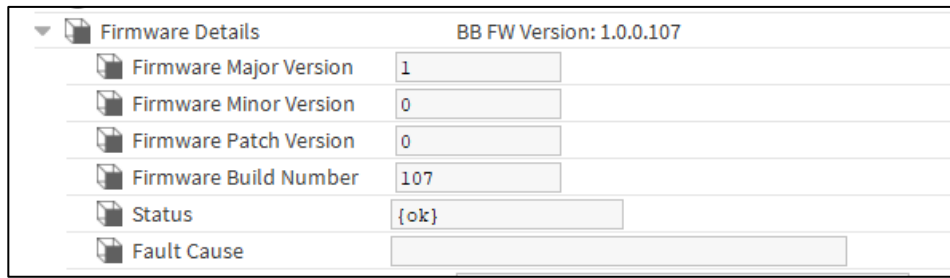 Firmware Details BB FW Version: 1.0.0.107
Firmware Major Version 1
Firmware Minor Version 0
Firmware Patch Version 0
Firmware Build Number 107
Status {ok}
Fault Cause